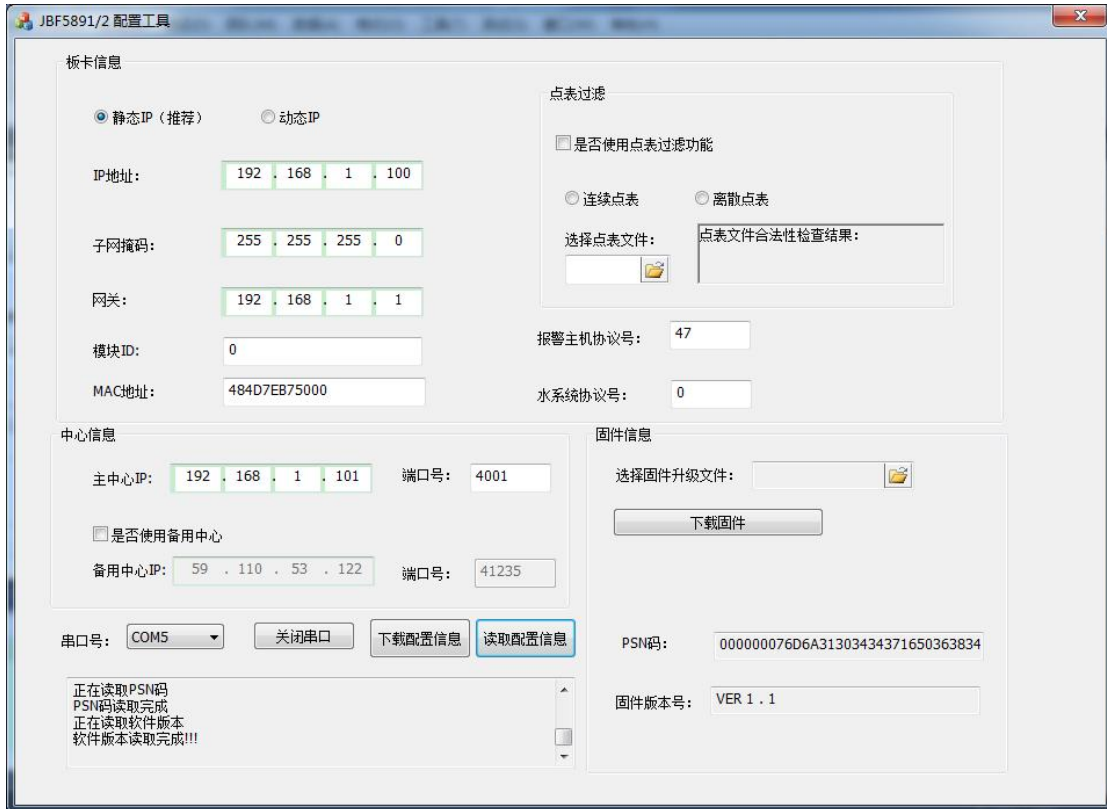 JBF5891/2 配置工具
板卡信息
静态IP（推荐） 动态IP
IP地址： 192 . 168 . 1 . 100
子网掩码： 255 . 255 . 255 . 0
网关： 192 . 168 . 1 . 1
模块ID: 0
MAC地址： 484D7EB75000
点表过滤
是否使用点表过滤功能
连续点表 离散点表
选择点表文件：
点表文件合法性检查结果：
报警主机协议号： 47
水系统协议号： 0
中心信息
主中心IP: 192 . 168 . 1 . 101 端口号： 4001
是否使用备用中心
备用中心IP: 59 . 110 . 53 . 122 端口号： 41235
串口号： COM5 关闭串口 下载配置信息 读取配置信息
正在读取PSN码
PSN码读取完成
正在读取软件版本
软件版本读取完成!!!
固件信息
选择固件升级文件：
下载固件
PSN码： 000000076D6A31303434371650363834
固件版本号： VER 1 . 1